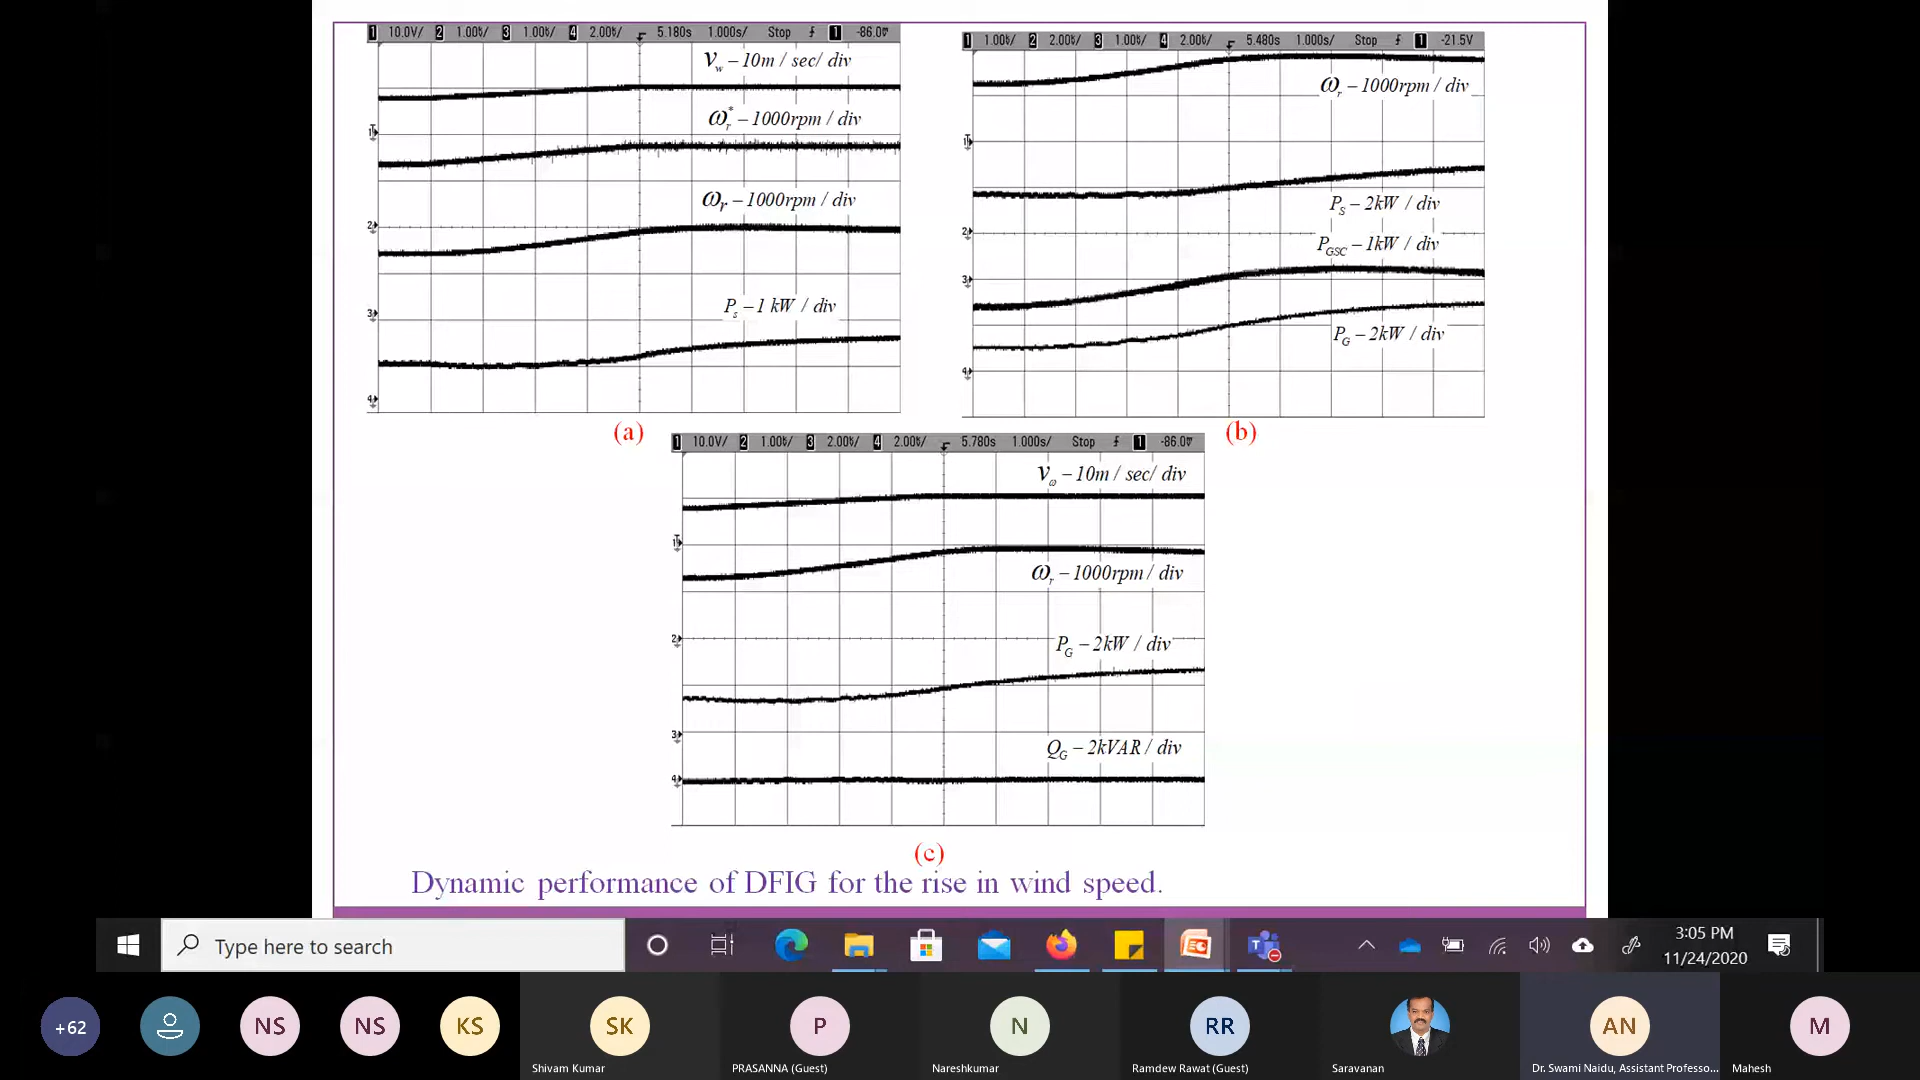 1 10.0V/ 2 1.00V/ 3 1.00V/ 4 2.00V/ 5.180s 1.000s/ Stop 1 -86.0V
Vw – 10m / sec/ div
ωr* – 1000rpm / div
ωr – 1000rpm / div
Ps – 1 kW / div
(a)
1 1.00V/ 2 2.00V/ 3 1.00V/ 4 2.00V/ 5.480s 1.000s/ Stop 1 -21.5V
ωr – 1000rpm / div
PS – 2kW / div
PGSC – 1kW / div
PG – 2kW / div
(b)
1 10.0V/ 2 1.00V/ 3 2.00V/ 4 2.00V/ 5.780s 1.000s/ Stop 1 -86.0V
Vω – 10m / sec/ div
ωr – 1000rpm / div
PG – 2kW / div
QG – 2kVAR / div
(c)
Dynamic performance of DFIG for the rise in wind speed.
Type here to search
3:05 PM
11/24/2020
+62
NS
NS
KS
SK
P
N
RR
AN
M
Shivam Kumar
PRASANNA (Guest)
Nareshkumar
Ramdew Rawat (Guest)
Saravanan
Dr. Swami Naidu, Assistant Professo...
Mahesh